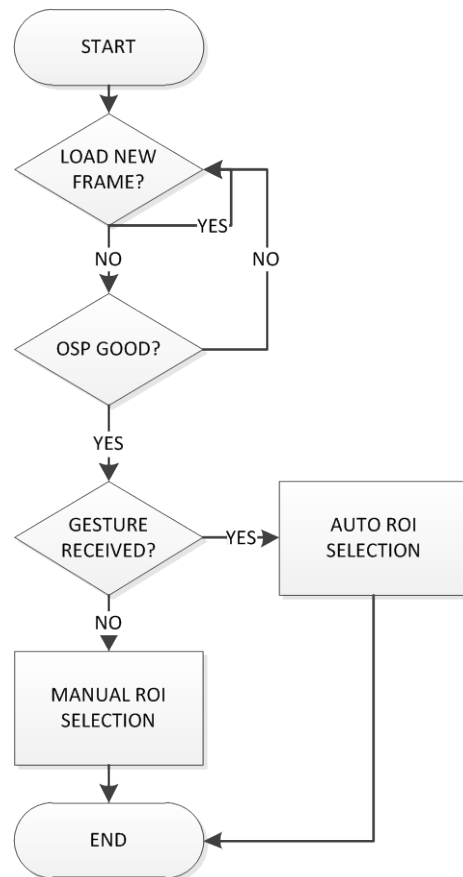 START
LOAD NEW
FRAME?
YES
NO
NO
OSP GOOD?
YES
GESTURE
RECEIVED?
YES
AUTO ROI
SELECTION
NO
MANUAL ROI
SELECTION
END